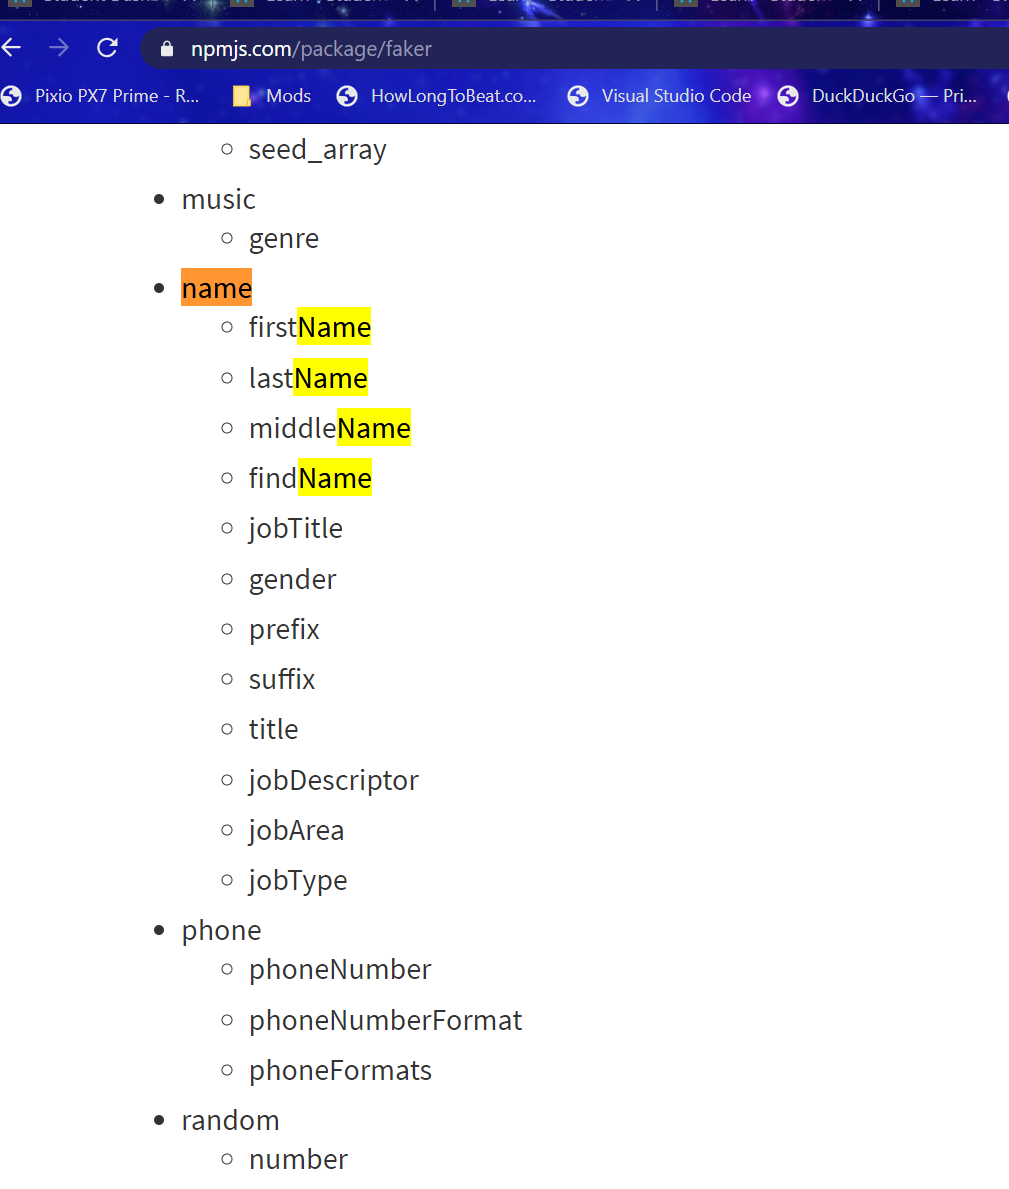 npmjs.com/package/faker
Pixio PX7 Prime - R... Mods HowLongToBeat.co... Visual Studio Code DuckDuckGo — Pri...
seed_array
music
genre
name
firstName
lastName
middleName
findName
jobTitle
gender
prefix
suffix
title
jobDescriptor
jobArea
jobType
phone
phoneNumber
phoneNumberFormat
phoneFormats
random
number